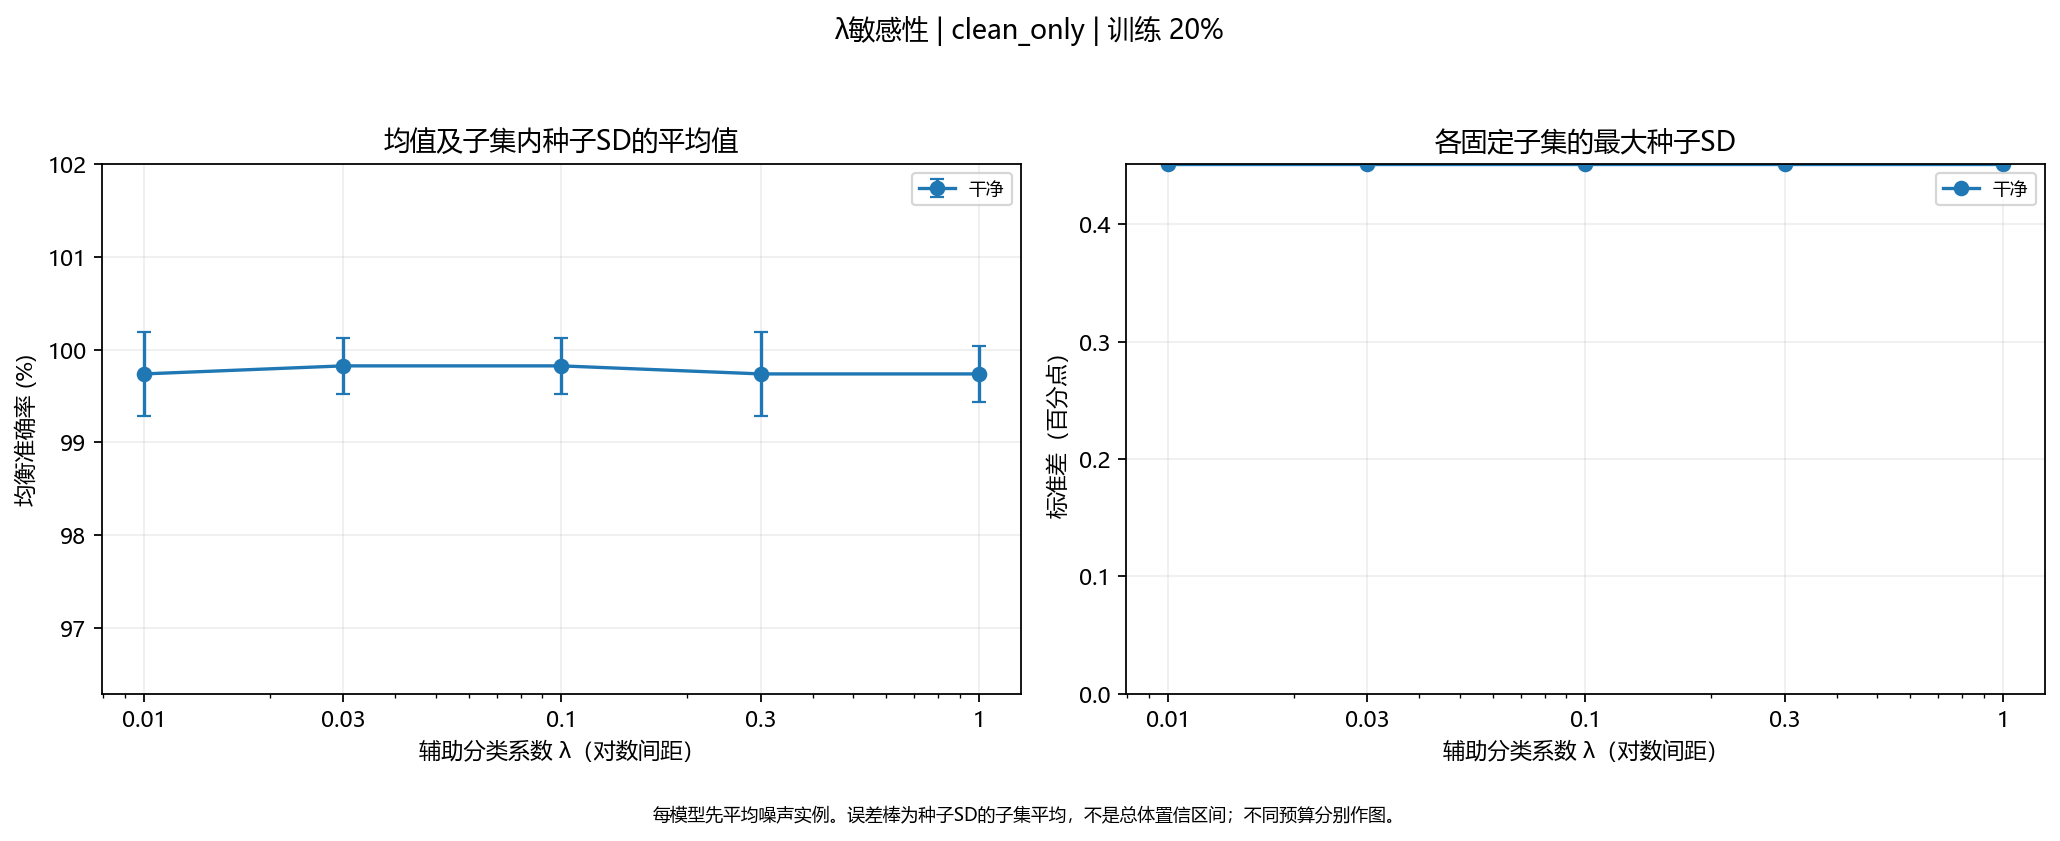 λ敏感性 | clean_only | 训练 20%
均值及子集内种子SD的平均值
102
101
100
99
98
97
均衡准确率 (%)
干净
0.01
0.03
0.1
0.3
1
辅助分类系数 λ（对数间距）
各固定子集的最大种子SD
0.4
0.3
0.2
0.1
0.0
标准差（百分点）
干净
0.01
0.03
0.1
0.3
1
辅助分类系数 λ（对数间距）
每模型先平均噪声实例。误差棒为种子SD的子集平均，不是总体置信区间；不同预算分别作图。